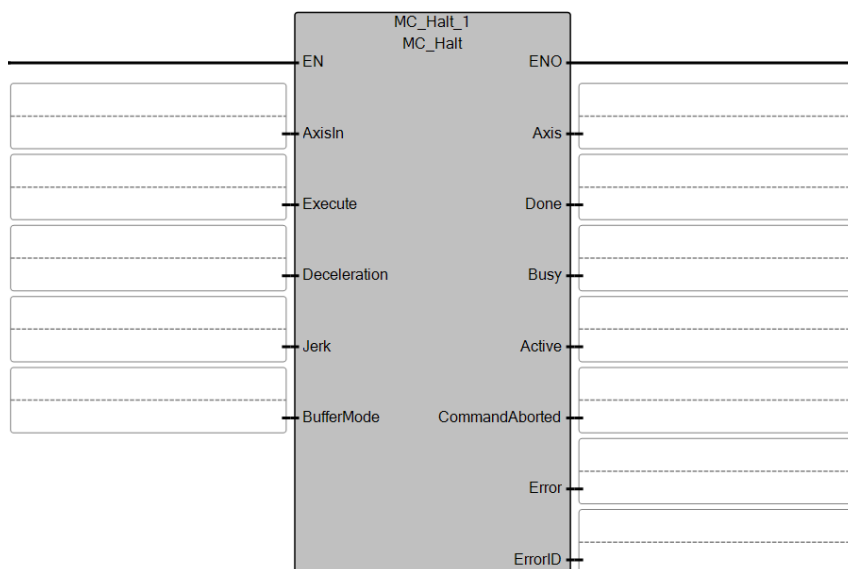 MC_Halt_1
MC_Halt
EN ENO
AxisIn Axis
Execute Done
Deceleration Busy
Jerk Active
BufferMode CommandAborted
Error
ErrorID